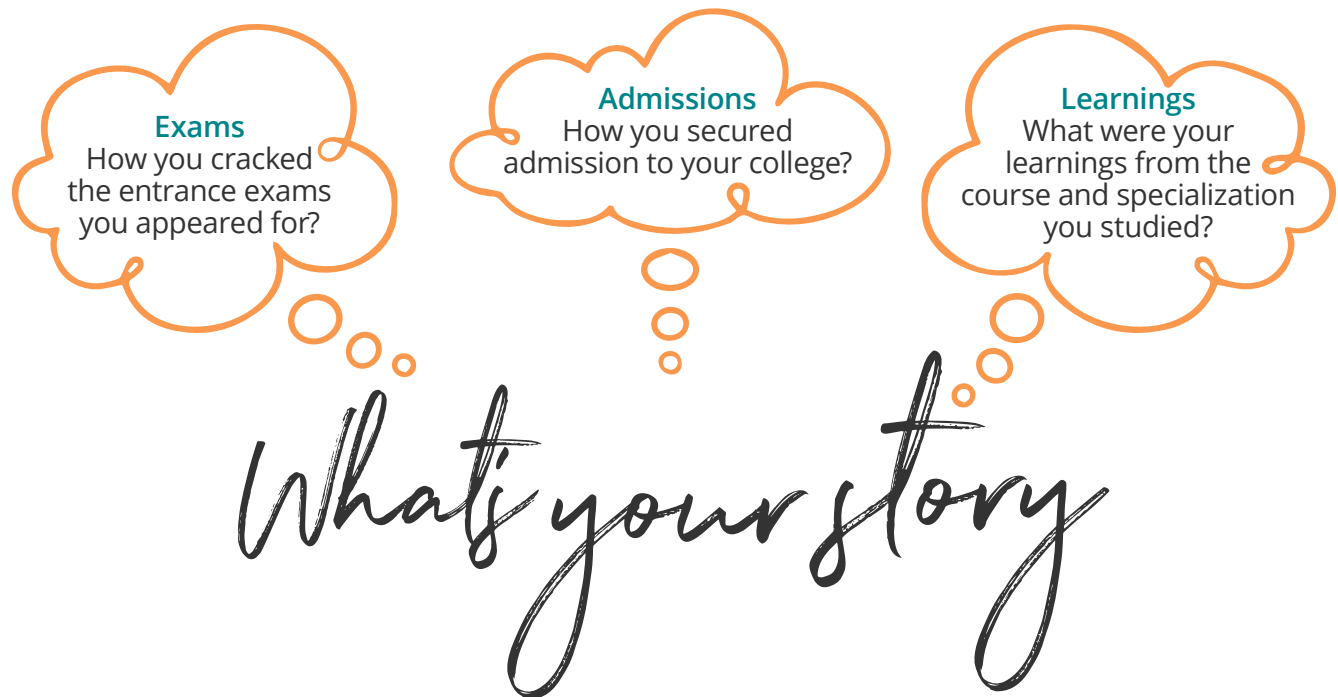 Exams
How you cracked
the entrance exams
you appeared for?
Admissions
How you secured
admission to your college?
Learnings
What were your
learnings from the
course and specialization
you studied?
What's your story